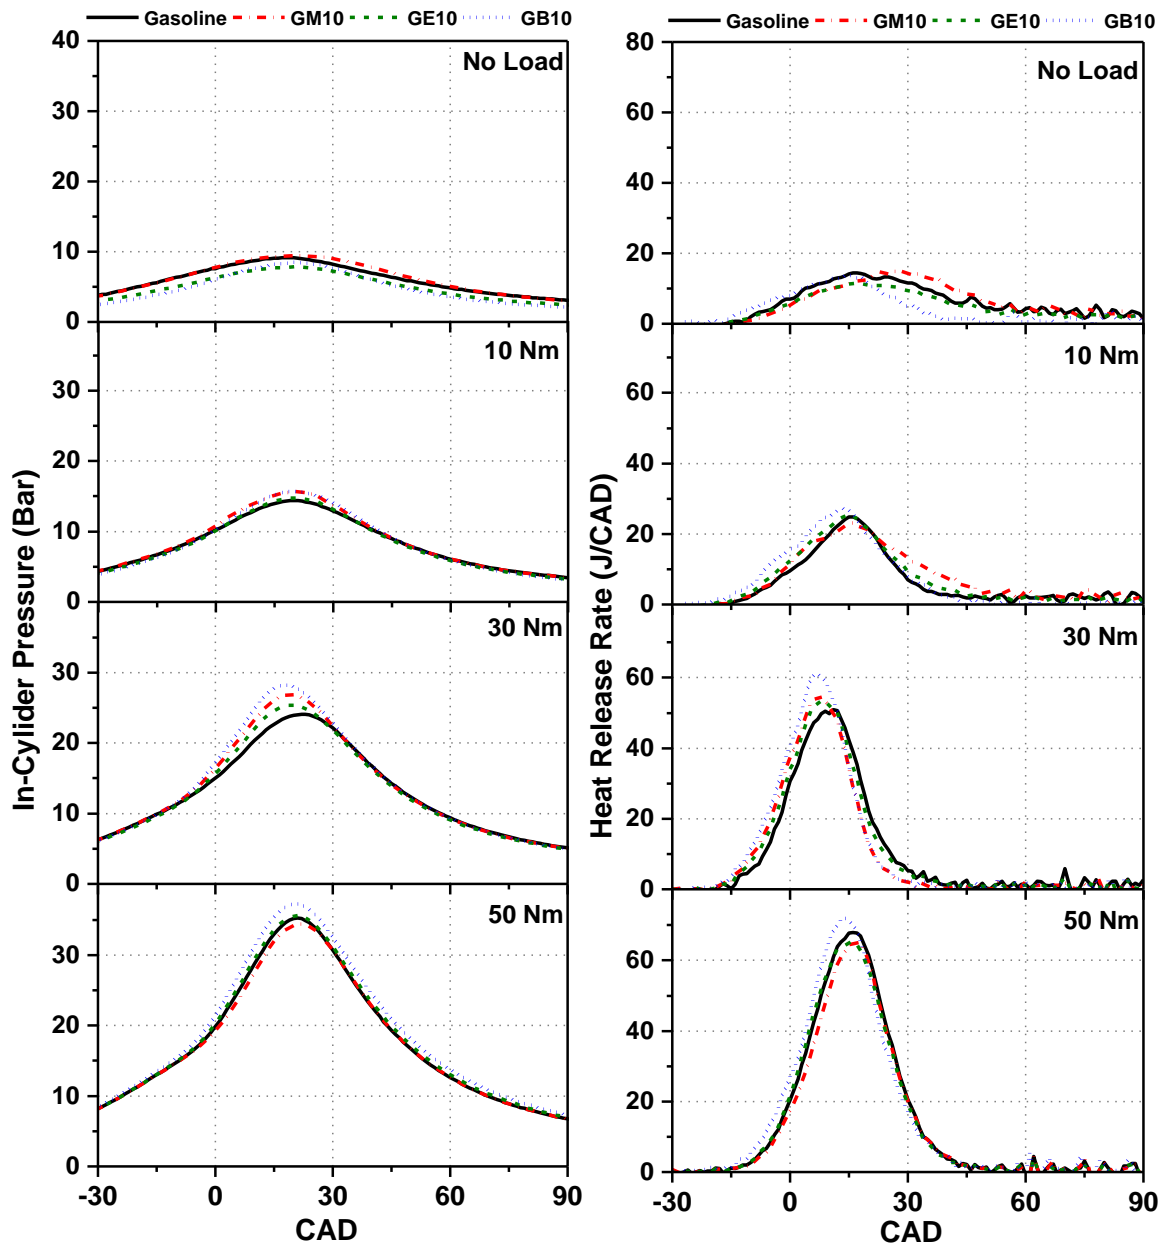 Gasoline GM10 GE10 GB10
40
No Load
30
20
10
0
10 Nm
30
20
10
0
30 Nm
30
20
10
0
50 Nm
30
20
10
0
-30 0 30 60 90
CAD
In-Cylider Pressure (Bar)
Gasoline GM10 GE10 GB10
80
No Load
60
40
20
0
10 Nm
60
40
20
0
30 Nm
60
40
20
0
50 Nm
60
40
20
0
-30 0 30 60 90
CAD
Heat Release Rate (J/CAD)